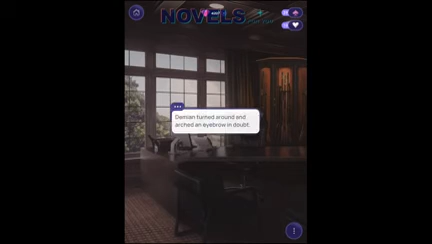 NOVELS
Demian turned around and
arched an eyebrow in doubt.